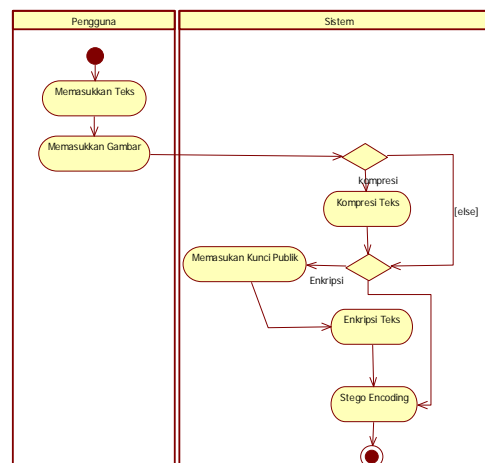 Pengguna
Sistem
Memasukkan Teks
Memasukkan Gambar
kompresi
Kompresi Teks
[else]
Memasukan Kunci Publik
Enkripsi
Enkripsi Teks
Stego Encoding